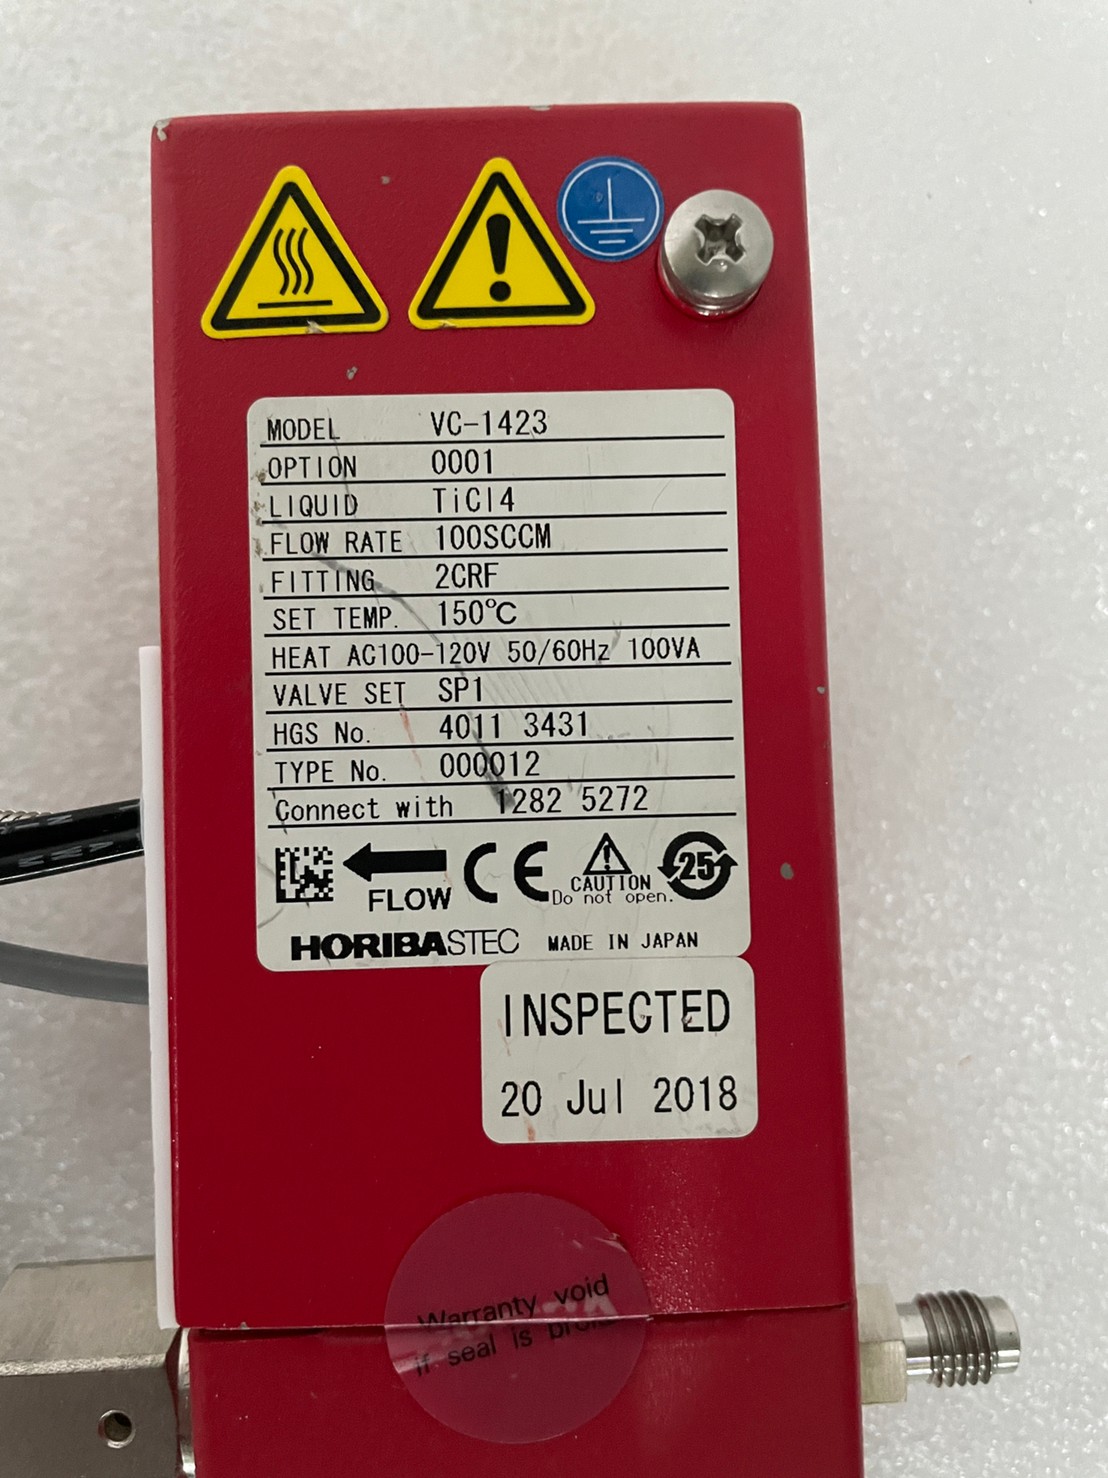 MODEL VC-1423
OPTION 0001
LIQUID TiCl4
FLOW RATE 100SCCM
FITTING 2CRF
SET TEMP. 150℃
HEAT AC100-120V 50/60Hz 100VA
VALVE SET SP1
HGS No. 4011 3431
TYPE No. 000012
Connect with 1282 5272
FLOW
CE
CAUTION
Do not open.
25
HORIBASTEC MADE IN JAPAN
INSPECTED
20 Jul 2018
Warranty void
if seal is